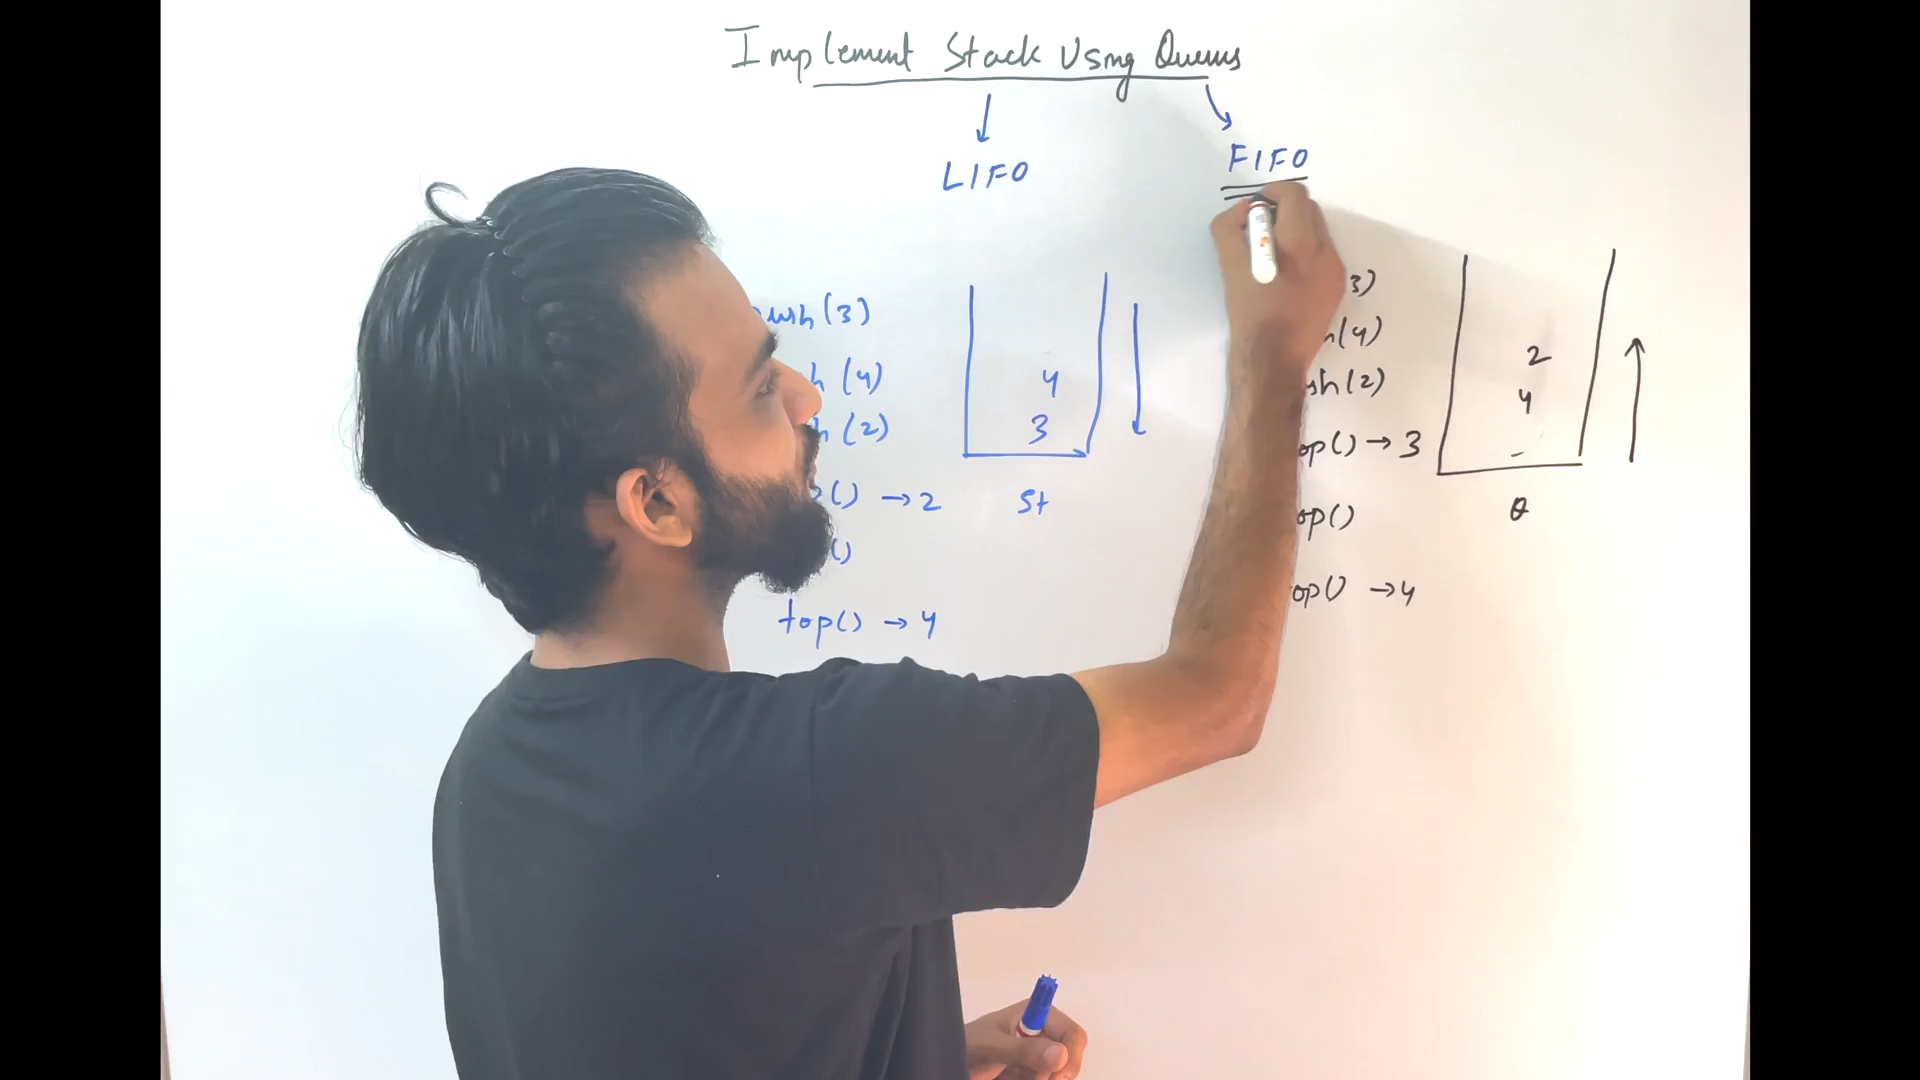 Implement Stack Using Queues
LIFO
FIFO
push(3)
(4)
(2)
() → 2
()
top() → 4
4
3
St
3)
(4)
sh(2)
op() → 3
op()
op() → 4
2
4
Q